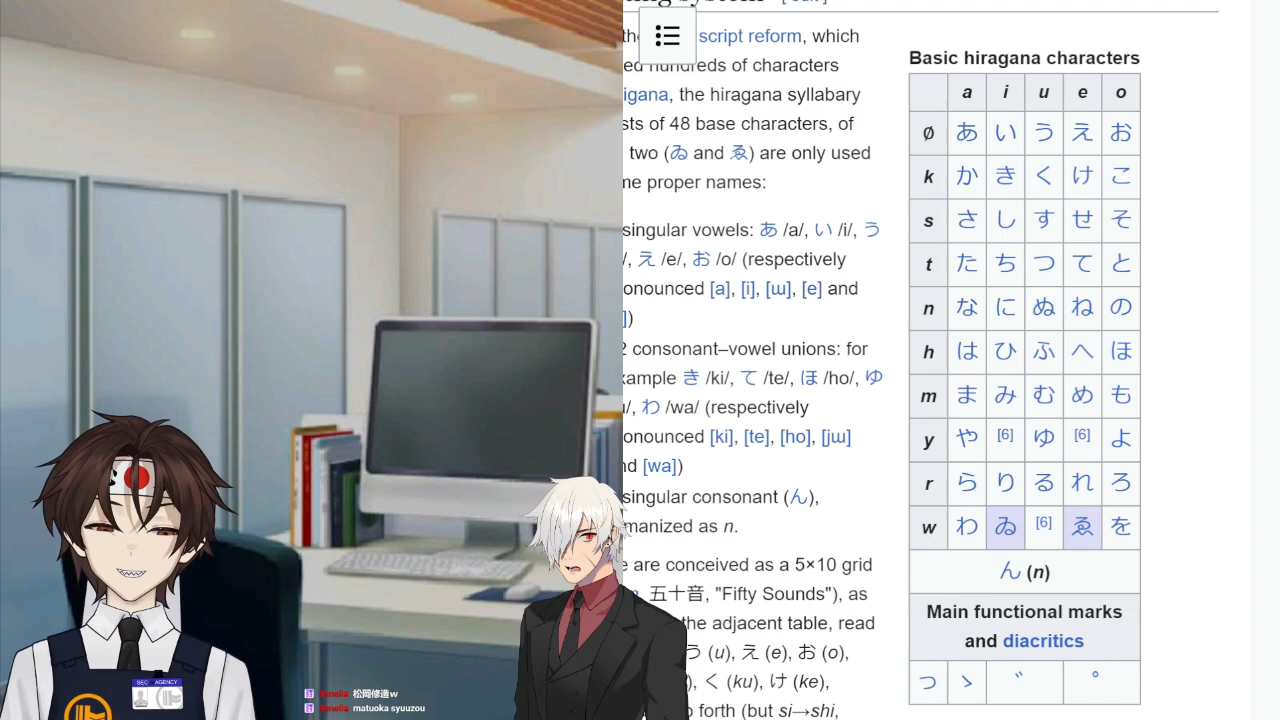 script reform, which
ed hundreds of characters
igana, the hiragana syllabary
sts of 48 base characters, of
two (ゐ and ゑ) are only used
me proper names:
singular vowels: あ /a/, い /i/, う
/, え /e/, お /o/ (respectively
onounced [a], [i], [ɯ], [e] and
])
2 consonant–vowel unions: for
xample き /ki/, て /te/, ほ /ho/, ゆ
/, わ /wa/ (respectively
onounced [ki], [te], [ho], [jɯ]
nd [wa])
singular consonant (ん),
manized as n.
e are conceived as a 5×10 grid
五十音, "Fifty Sounds"), as
the adjacent table, read
う (u), え (e), お (o),
), く (ku), け (ke),
forth (but si→shi,
Basic hiragana characters
a i u e o
∅ あ い う え お
k か き く け こ
s さ し す せ そ
t た ち つ て と
n な に ぬ ね の
h は ひ ふ へ ほ
m ま み む め も
y や [6] ゆ [6] よ
r ら り る れ ろ
w わ ゐ [6] ゑ を
ん (n)
Main functional marks
and diacritics
っ ゝ ゛ ゜
SEC AGENCY
松岡修造w
matuoka syuuzou